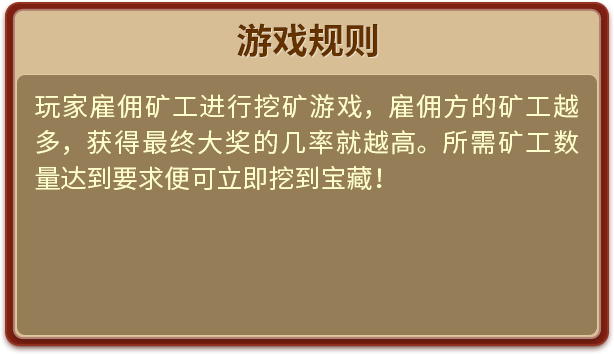 游戏规则
玩家雇佣矿工进行挖矿游戏，雇佣方的矿工越
多，获得最终大奖的几率就越高。所需矿工数
量达到要求便可立即挖到宝藏！